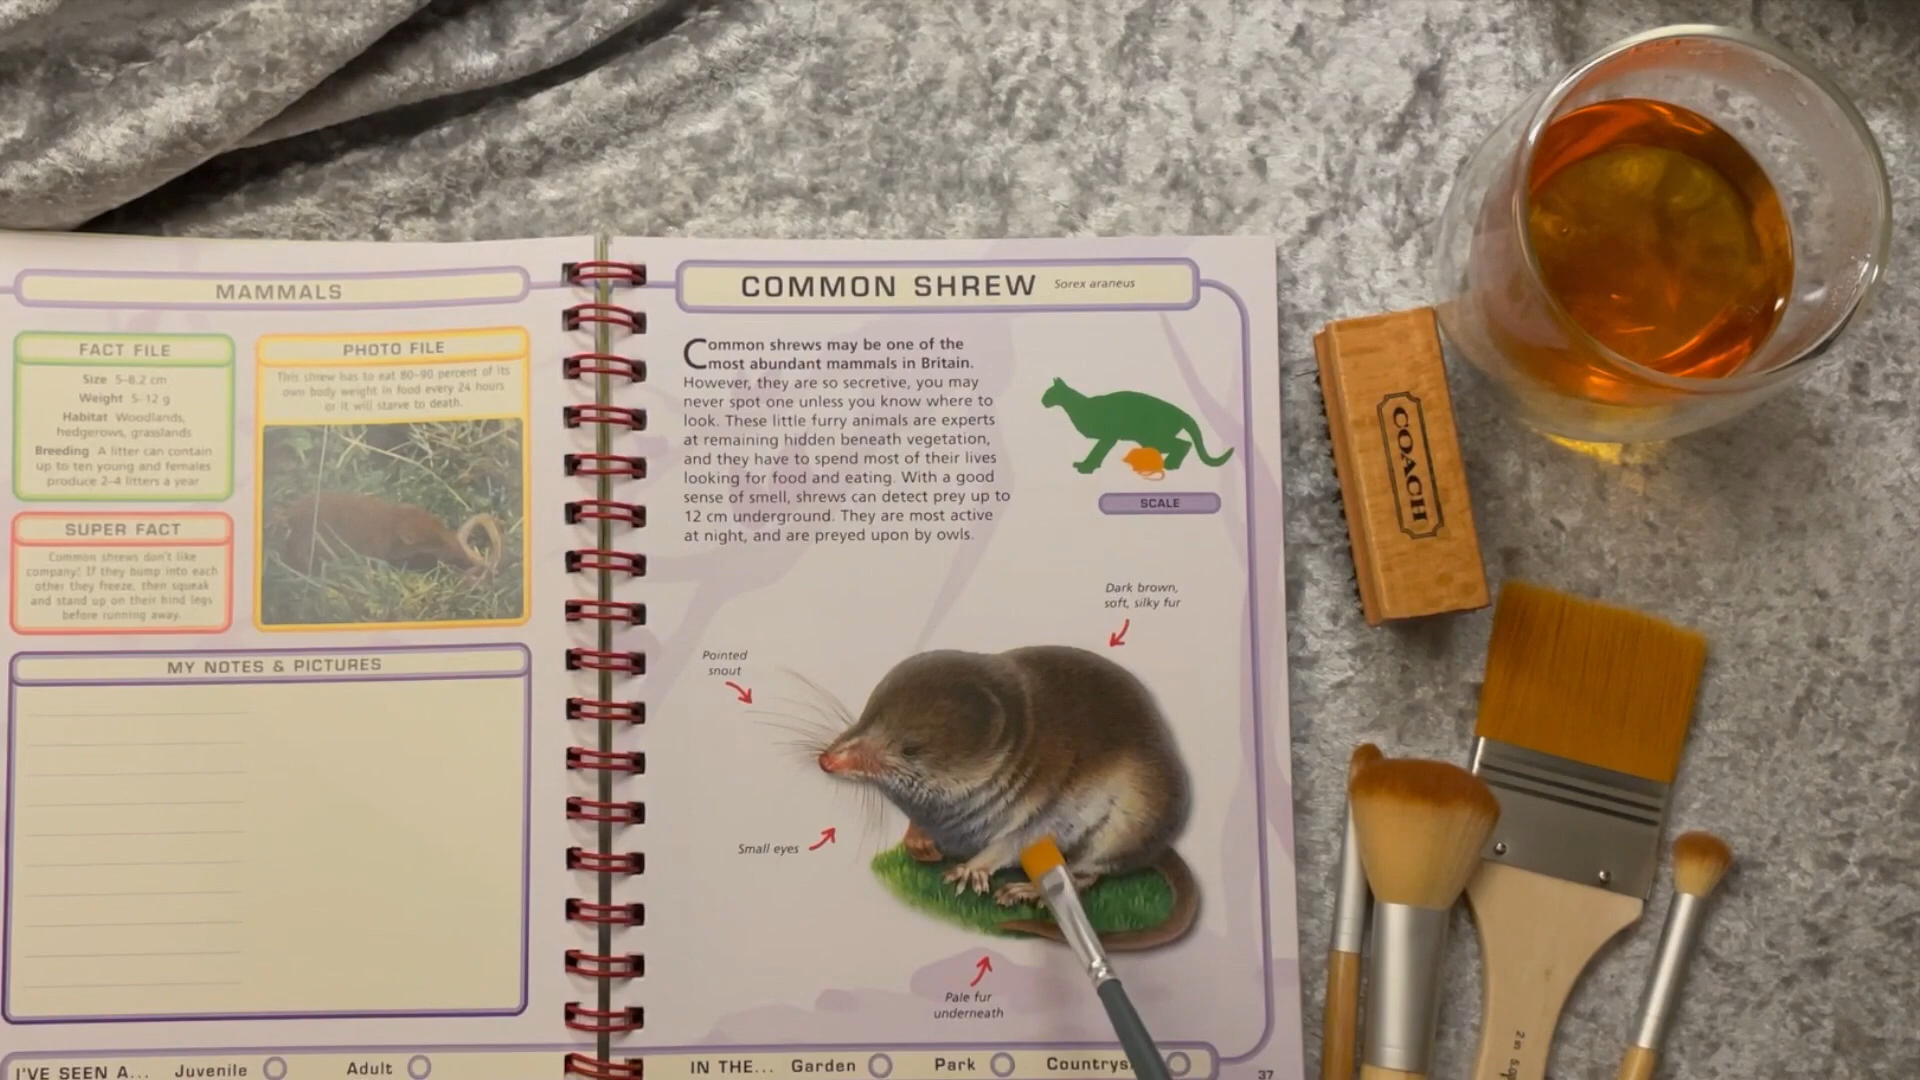 MAMMALS
FACT FILE
Size 5–8.2 cm
Weight 5–12 g
Habitat Woodlands,
hedgerows, grasslands
Breeding A litter can contain
up to ten young and females
produce 2–4 litters a year
SUPER FACT
Common shrews don't like
company! If they bump into each
other they freeze, then squeak
and stand up on their hind legs
before running away.
PHOTO FILE
This shrew has to eat 80–90 percent of its
own body weight in food every 24 hours
or it will starve to death.
MY NOTES & PICTURES
I'VE SEEN A... Juvenile Adult
COMMON SHREW Sorex araneus
Common shrews may be one of the
most abundant mammals in Britain.
However, they are so secretive, you may
never spot one unless you know where to
look. These little furry animals are experts
at remaining hidden beneath vegetation,
and they have to spend most of their lives
looking for food and eating. With a good
sense of smell, shrews can detect prey up to
12 cm underground. They are most active
at night, and are preyed upon by owls.
SCALE
Dark brown,
soft, silky fur
Pointed
snout
Small eyes
Pale fur
underneath
IN THE... Garden Park
37
COACH